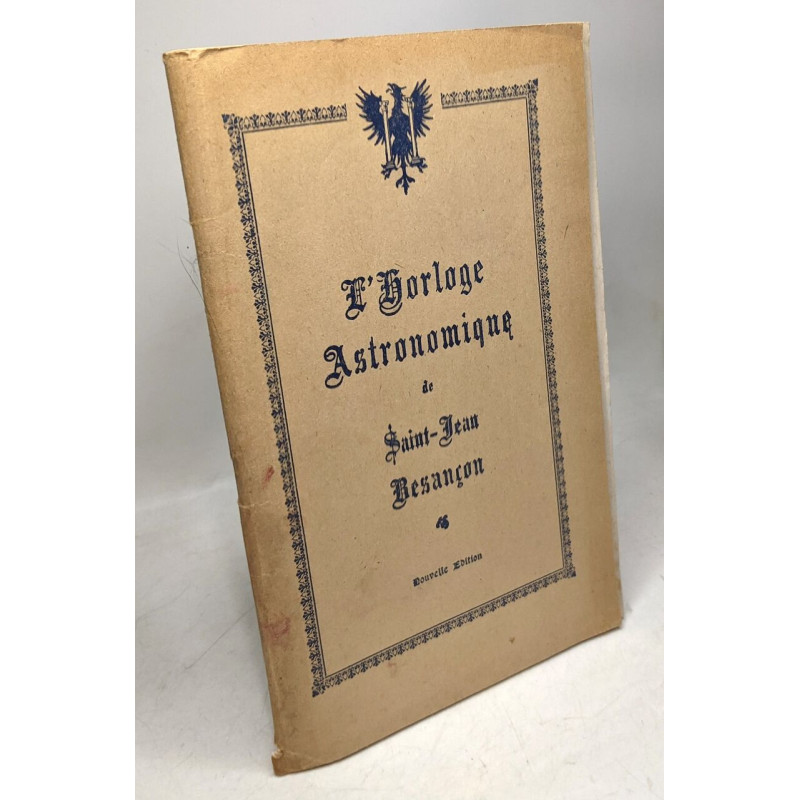 L'Horloge
Astronomique
de
Saint-Jean
Besançon
Nouvelle Edition